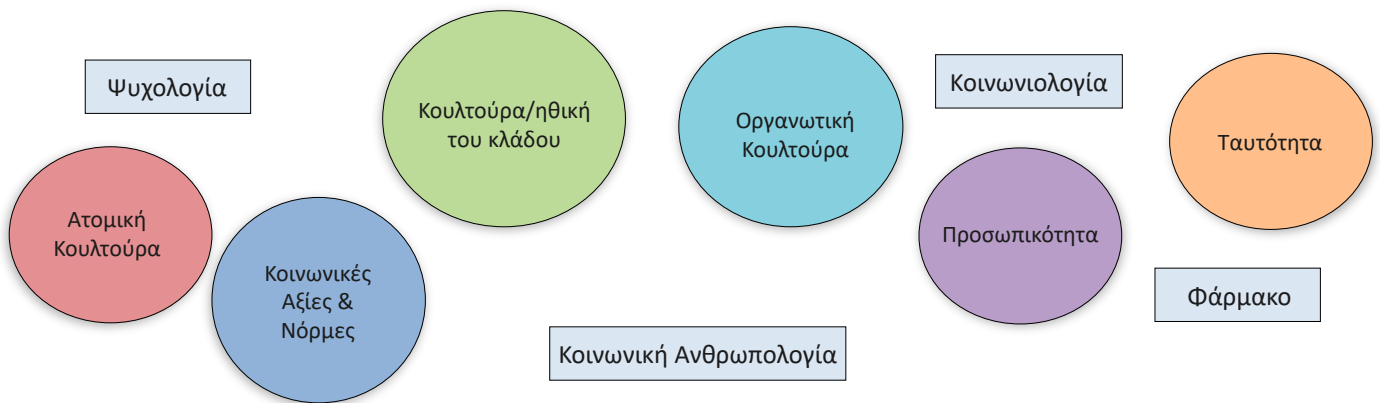 Ψυχολογία
Κουλτούρα/ηθική
του κλάδου
Οργανωτική
Κουλτούρα
Κοινωνιολογία
Ταυτότητα
Ατομική
Κουλτούρα
Κοινωνικές
Αξίες &
Νόρμες
Προσωπικότητα
Φάρμακο
Κοινωνική Ανθρωπολογία